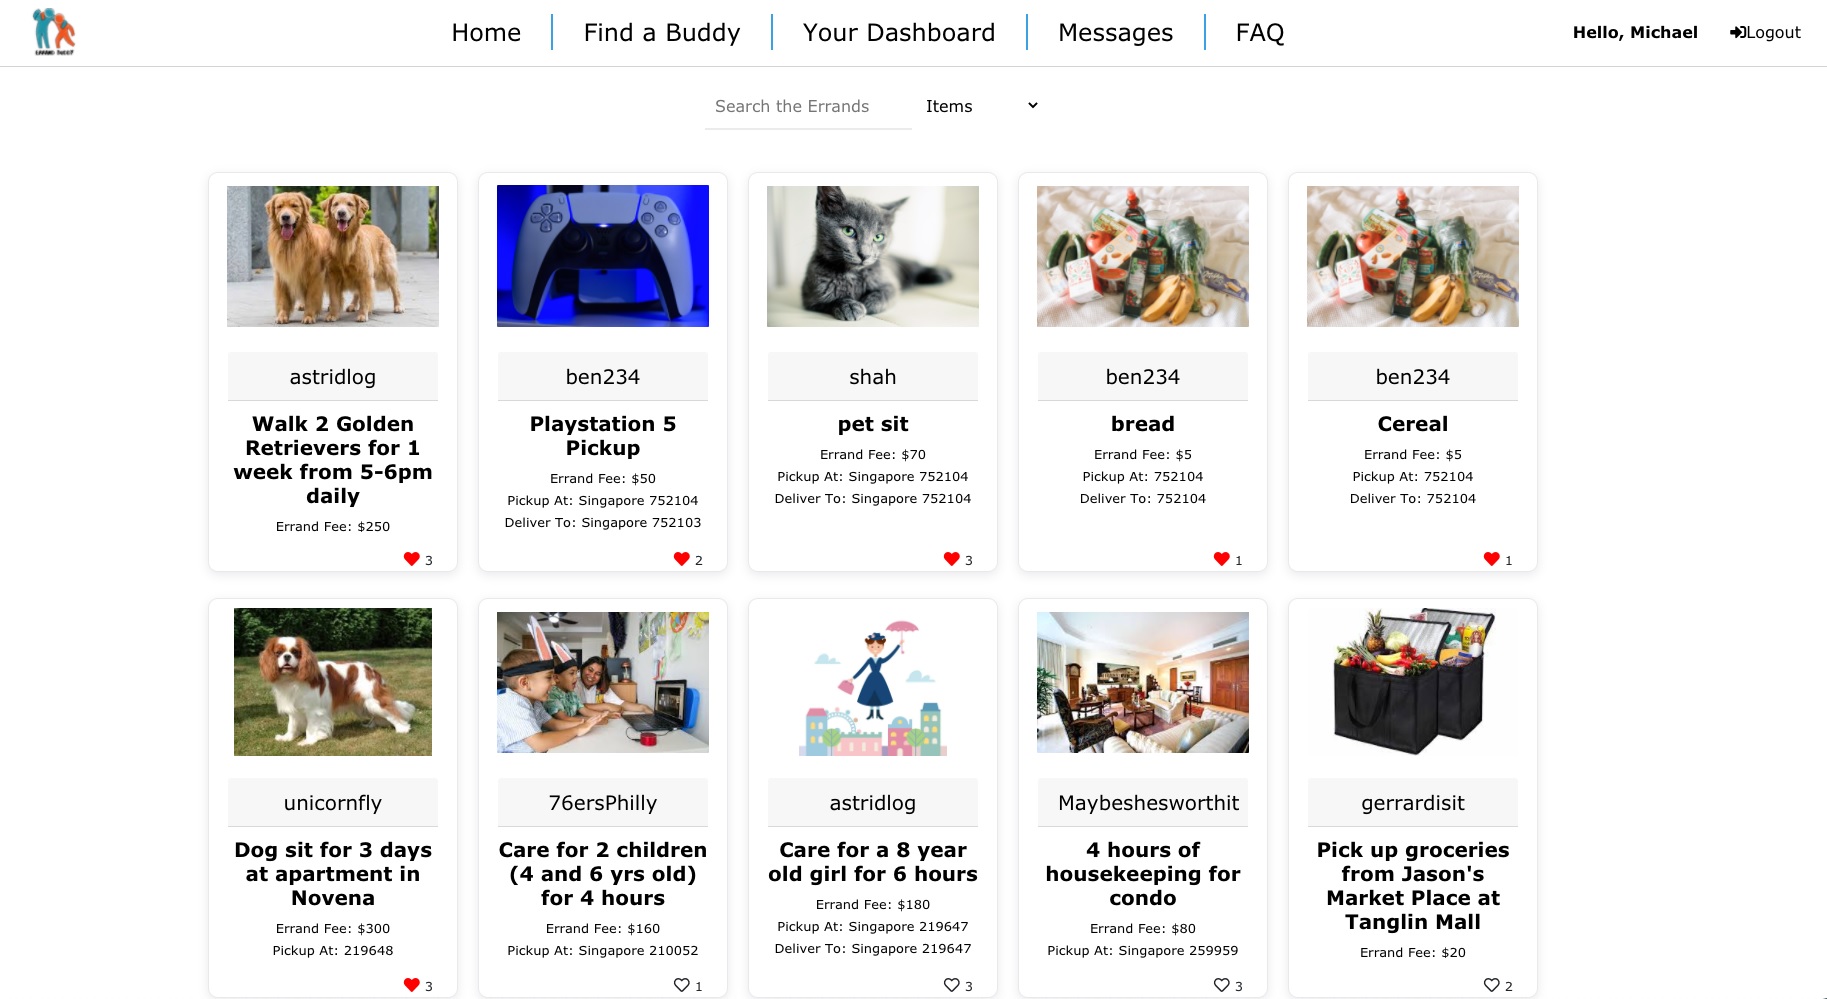 Home
Find a Buddy
Your Dashboard
Messages
FAQ
Hello, Michael
Logout
Search the Errands
Items
astridlog
Walk 2 Golden
Retrievers for 1
week from 5-6pm
daily
Errand Fee: $250
3
ben234
Playstation 5
Pickup
Errand Fee: $50
Pickup At: Singapore 752104
Deliver To: Singapore 752103
2
shah
pet sit
Errand Fee: $70
Pickup At: Singapore 752104
Deliver To: Singapore 752104
3
ben234
bread
Errand Fee: $5
Pickup At: 752104
Deliver To: 752104
1
ben234
Cereal
Errand Fee: $5
Pickup At: 752104
Deliver To: 752104
1
unicornfly
Dog sit for 3 days
at apartment in
Novena
Errand Fee: $300
Pickup At: 219648
3
76ersPhilly
Care for 2 children
(4 and 6 yrs old)
for 4 hours
Errand Fee: $160
Pickup At: Singapore 210052
1
astridlog
Care for a 8 year
old girl for 6 hours
Errand Fee: $180
Pickup At: Singapore 219647
Deliver To: Singapore 219647
3
Maybeshesworthit
4 hours of
housekeeping for
condo
Errand Fee: $80
Pickup At: Singapore 259959
3
gerrardisit
Pick up groceries
from Jason's
Market Place at
Tanglin Mall
Errand Fee: $20
2